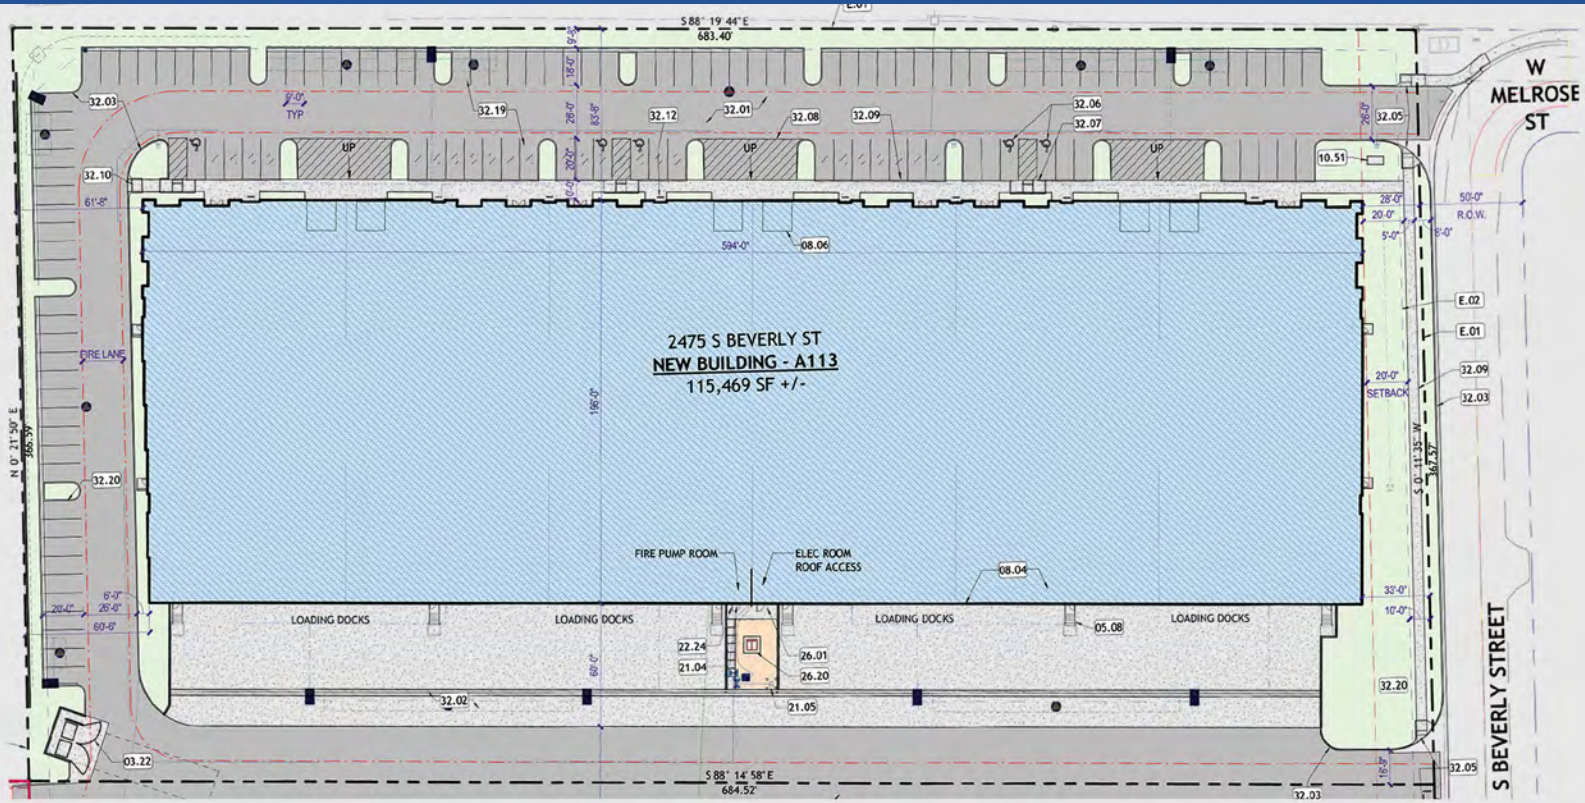 E.01
S 88° 19' 44" E
683.40'
9'-8"
18'-0"
26'-0"
83'-8"
20'-0"
W
MELROSE
ST
32.03
9'-0"
TYP
32.19
32.12
32.01
32.08
32.09
32.06
32.07
26'-0"
32.05
UP
UP
UP
10.51
32.10
61'-8"
28'-0"
20'-0"
50'-0"
R.O.W.
5'-0"
6'-0"
594'-0"
08.06
2475 S BEVERLY ST
NEW BUILDING - A113
115,469 SF +/-
E.02
E.01
FIRE LANE
32.09
20'-0"
SETBACK
32.03
196'-0"
N 0° 21' 50" E
366.59'
S 0° 11' 35" W
367.57'
32.20
FIRE PUMP ROOM
ELEC ROOM
ROOF ACCESS
08.04
6'-0"
20'-0"
26'-0"
60'-6"
33'-0"
10'-0"
LOADING DOCKS
LOADING DOCKS
LOADING DOCKS
LOADING DOCKS
05.08
22.24
21.04
26.01
26.20
60'-0"
32.20
32.02
21.05
S BEVERLY STREET
03.22
S 88° 14' 58" E
684.52'
16'-9"
32.05
32.03